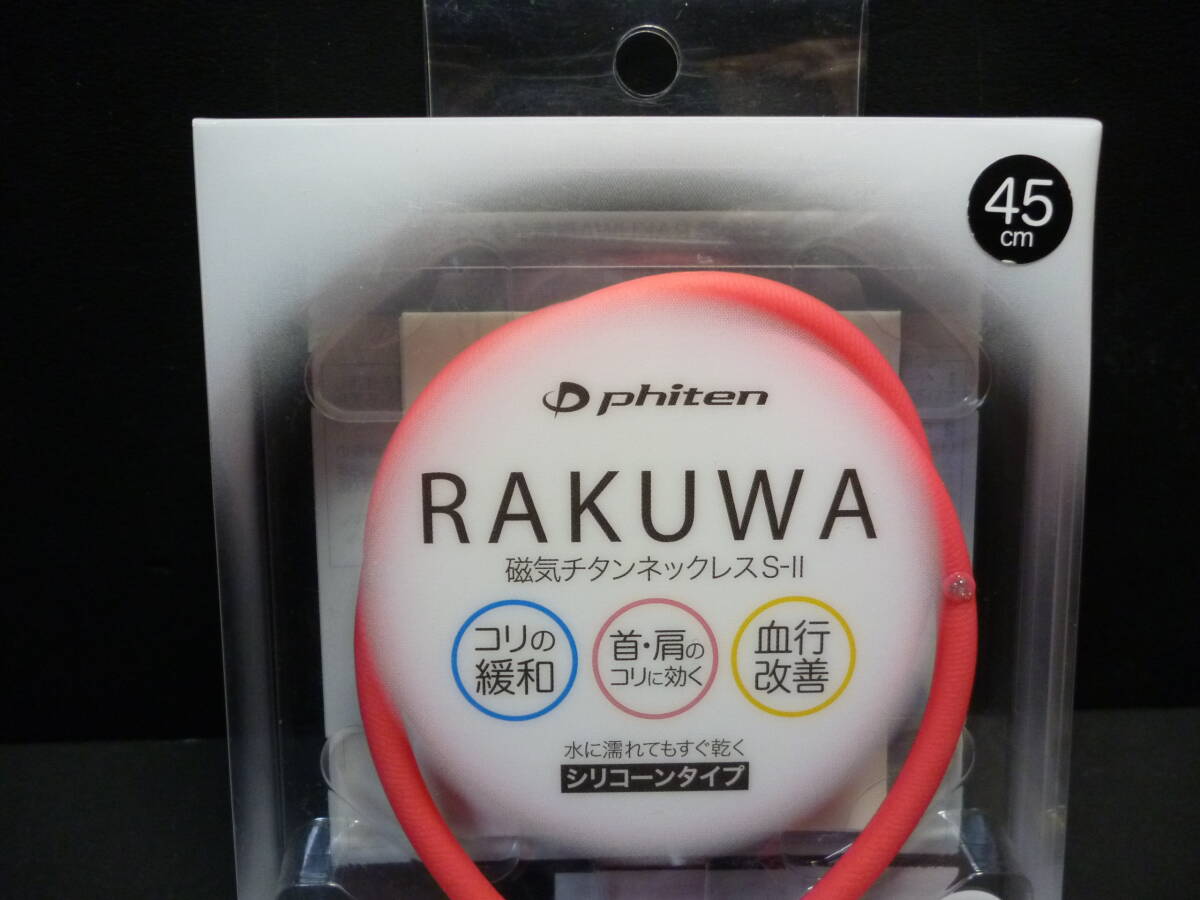 45
cm
phiten
RAKUWA
磁気チタンネックレスS-II
コリの
緩和
首・肩の
コリに効く
血行
改善
水に濡れてもすぐ乾く
シリコーンタイプ